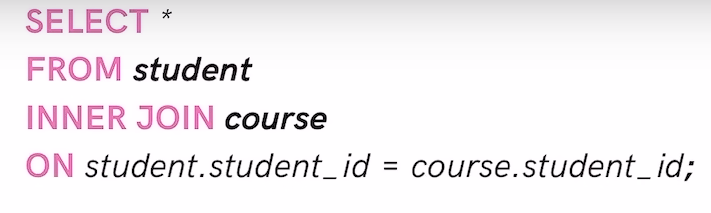 SELECT *
FROM student
INNER JOIN course
ON student.student_id = course.student_id;